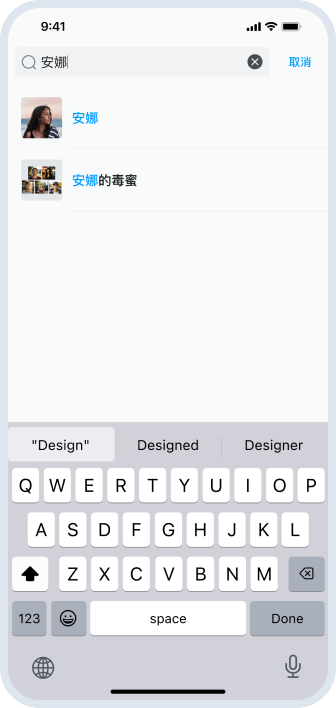 9:41
安娜
取消
安娜
安娜的毒蜜
"Design" Designed Designer
Q W E R T Y U I O P
A S D F G H J K L
Z X C V B N M
123 space Done